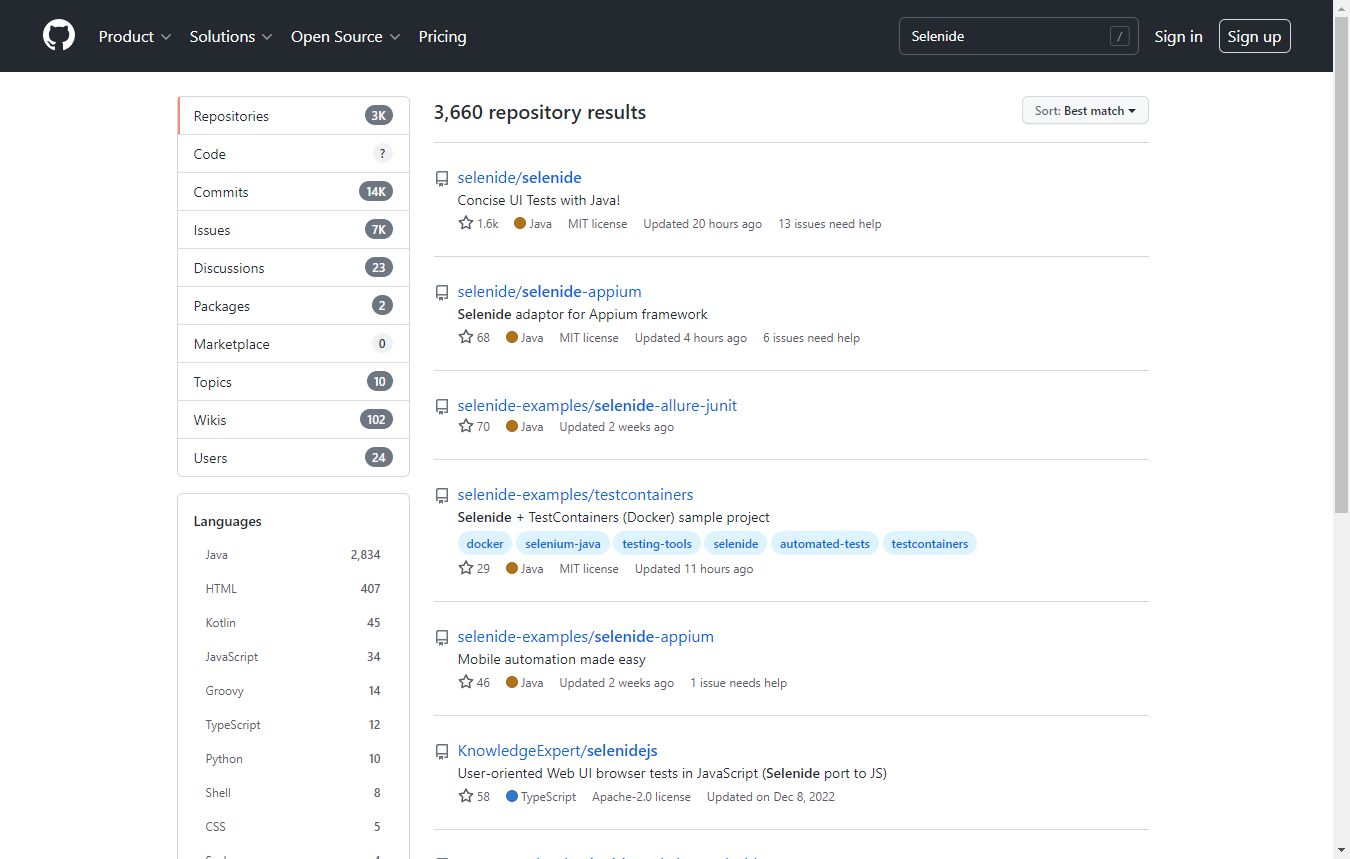 Product Solutions Open Source Pricing Selenide / Sign in Sign up
Repositories 3K
Code ?
Commits 14K
Issues 7K
Discussions 23
Packages 2
Marketplace 0
Topics 10
Wikis 102
Users 24
Languages
Java 2,834
HTML 407
Kotlin 45
JavaScript 34
Groovy 14
TypeScript 12
Python 10
Shell 8
CSS 5
3,660 repository results
Sort: Best match
selenide/selenide
Concise UI Tests with Java!
1.6k Java MIT license Updated 20 hours ago 13 issues need help
selenide/selenide-appium
Selenide adaptor for Appium framework
68 Java MIT license Updated 4 hours ago 6 issues need help
selenide-examples/selenide-allure-junit
70 Java Updated 2 weeks ago
selenide-examples/testcontainers
Selenide + TestContainers (Docker) sample project
docker selenium-java testing-tools selenide automated-tests testcontainers
29 Java MIT license Updated 11 hours ago
selenide-examples/selenide-appium
Mobile automation made easy
46 Java Updated 2 weeks ago 1 issue needs help
KnowledgeExpert/selenidejs
User-oriented Web UI browser tests in JavaScript (Selenide port to JS)
58 TypeScript Apache-2.0 license Updated on Dec 8, 2022